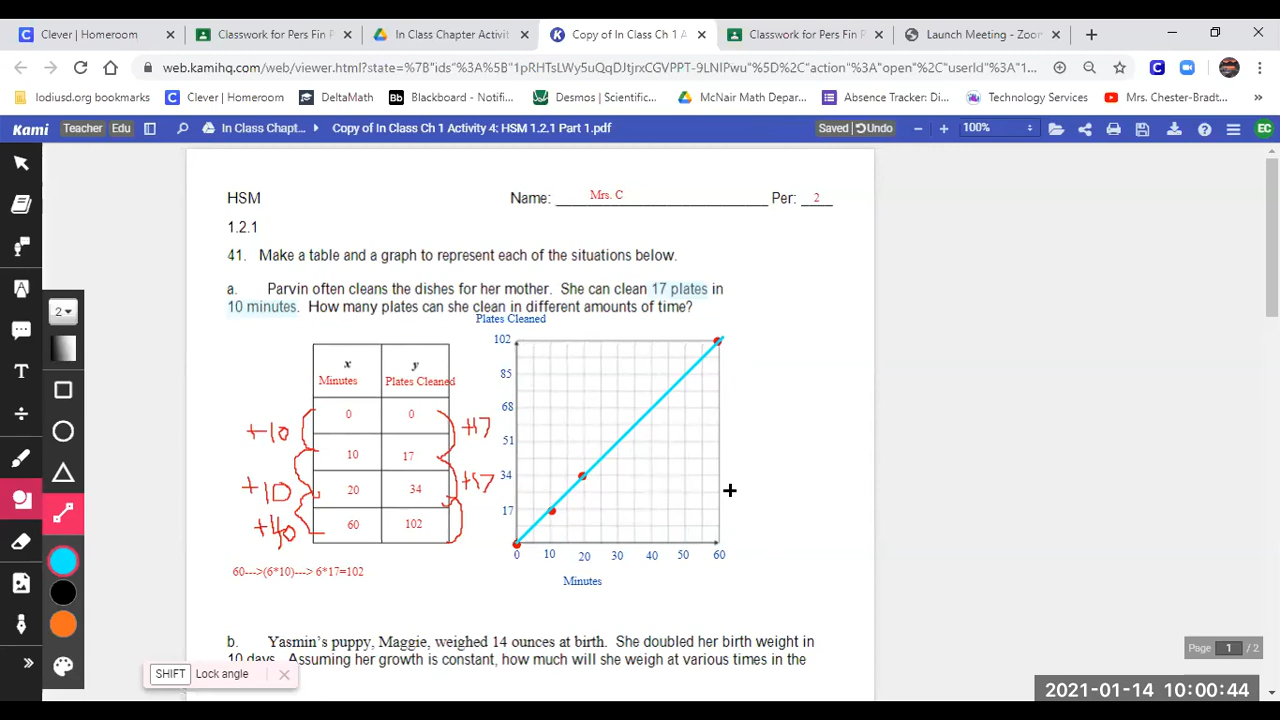 Clever | Homeroom
Classwork for Pers Fin P
In Class Chapter Activit
Copy of In Class Ch 1 A
Classwork for Pers Fin P
Launch Meeting - Zoo
web.kamihq.com/web/viewer.html?state=%7B"ids"%3A%5B"1pRHTsLWy5uQqDJtjrxCGVPPT-9LNIPwu"%5D%2C"action"%3A"open"%2C"userId"%3A"1...
lodiusd.org bookmarks
Clever | Homeroom
DeltaMath
Bb Blackboard - Notifi...
Desmos | Scientific...
McNair Math Depar...
Absence Tracker: Di...
Technology Services
Mrs. Chester-Bradt...
»
Kami Teacher Edu In Class Chapt... Copy of In Class Ch 1 Activity 4: HSM 1.2.1 Part 1.pdf Saved Undo 100% EC
HSM Name: Mrs. C Per: 2
1.2.1
41. Make a table and a graph to represent each of the situations below.
a. Parvin often cleans the dishes for her mother. She can clean 17 plates in
10 minutes. How many plates can she clean in different amounts of time?
x y
Minutes Plates Cleaned
0 0
10 17
20 34
60 102
+10
+10
+40
+17
+17
60--->(6*10)---> 6*17=102
Plates Cleaned
102
85
68
51
34
17
0 10 20 30 40 50 60
Minutes
b. Yasmin's puppy, Maggie, weighed 14 ounces at birth. She doubled her birth weight in
10 days. Assuming her growth is constant, how much will she weigh at various times in the
2
SHIFT Lock angle
Page 1 / 2
2021-01-14 10:00:44